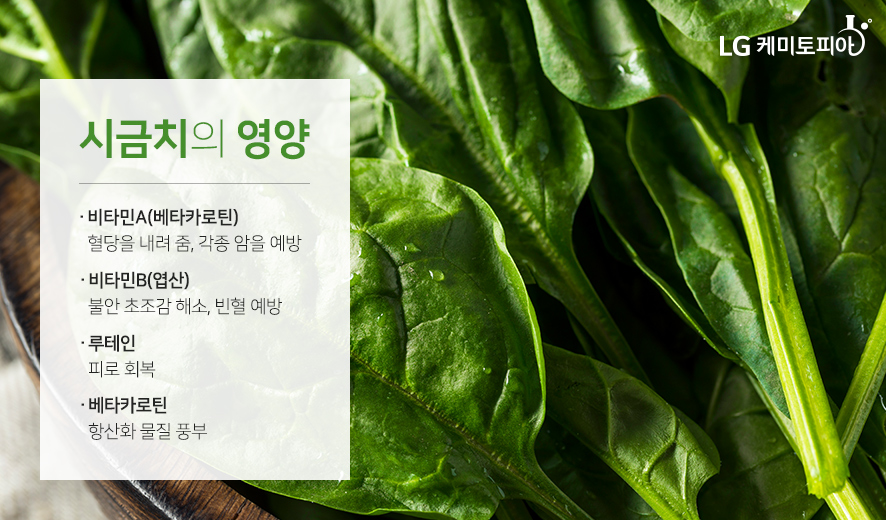 LG 케미토피아
시금치의 영양
· 비타민A(베타카로틴)
혈당을 내려 줌, 각종 암을 예방
· 비타민B(엽산)
불안 초조감 해소, 빈혈 예방
· 루테인
피로 회복
· 베타카로틴
항산화 물질 풍부